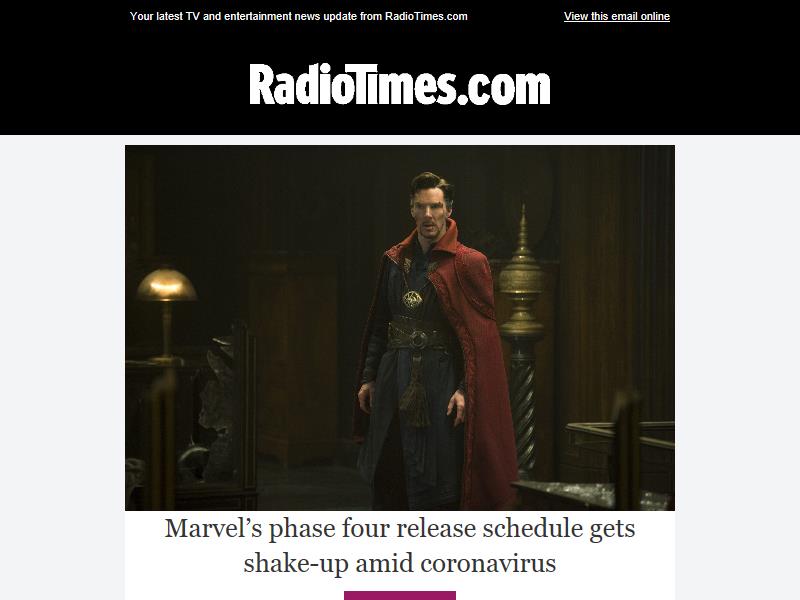 Your latest TV and entertainment news update from RadioTimes.com
View this email online
RadioTimes.com
Marvel’s phase four release schedule gets
shake-up amid coronavirus